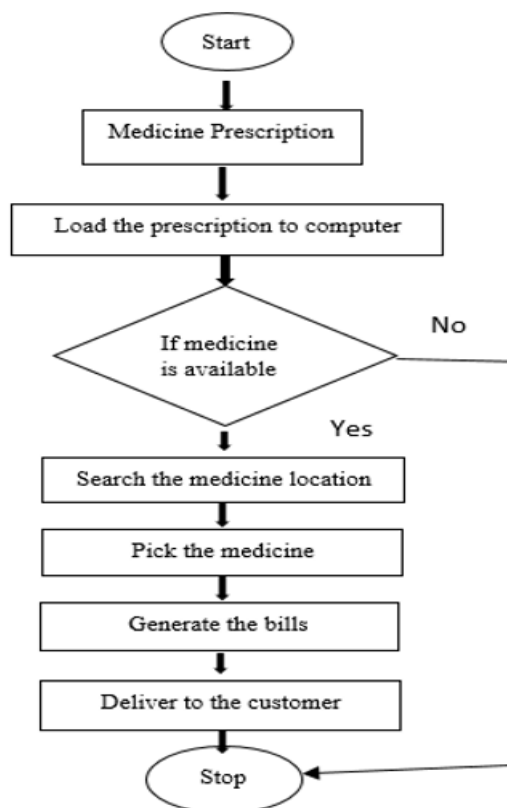 Start
Medicine Prescription
Load the prescription to computer
If medicine
is available
No
Yes
Search the medicine location
Pick the medicine
Generate the bills
Deliver to the customer
Stop